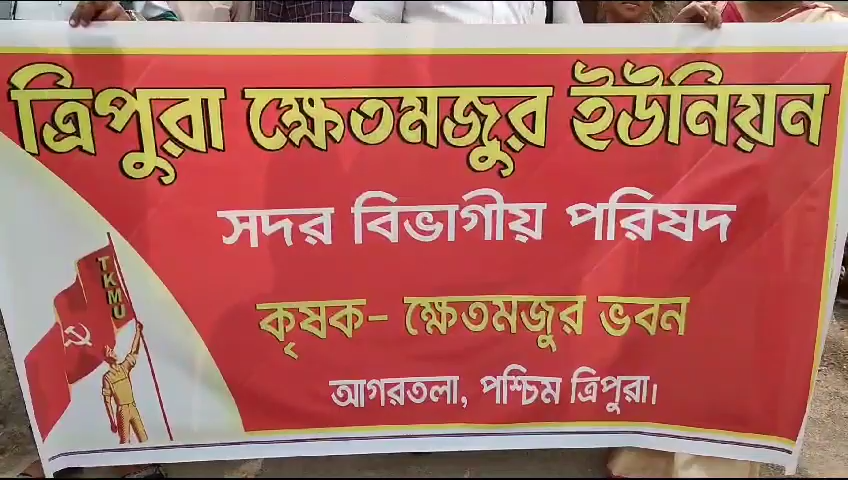 ত্রিপুরা ক্ষেতমজুর ইউনিয়ন
সদর বিভাগীয় পরিষদ
কৃষক- ক্ষেতমজুর ভবন
আগরতলা, পশ্চিম ত্রিপুরা।
TKMU